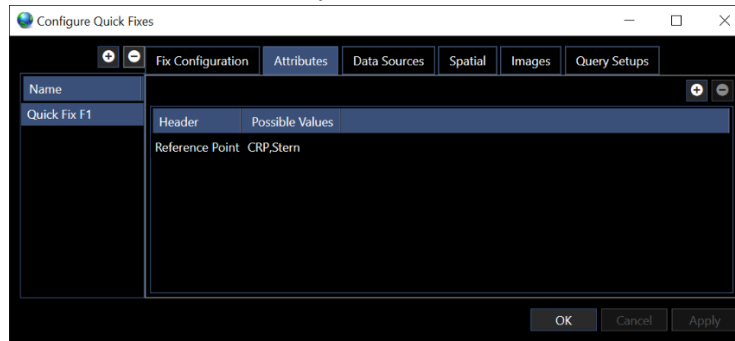 Configure Quick Fixes
Fix Configuration Attributes Data Sources Spatial Images Query Setups
Name
Quick Fix F1
Header Possible Values
Reference Point CRP,Stern
OK Cancel Apply